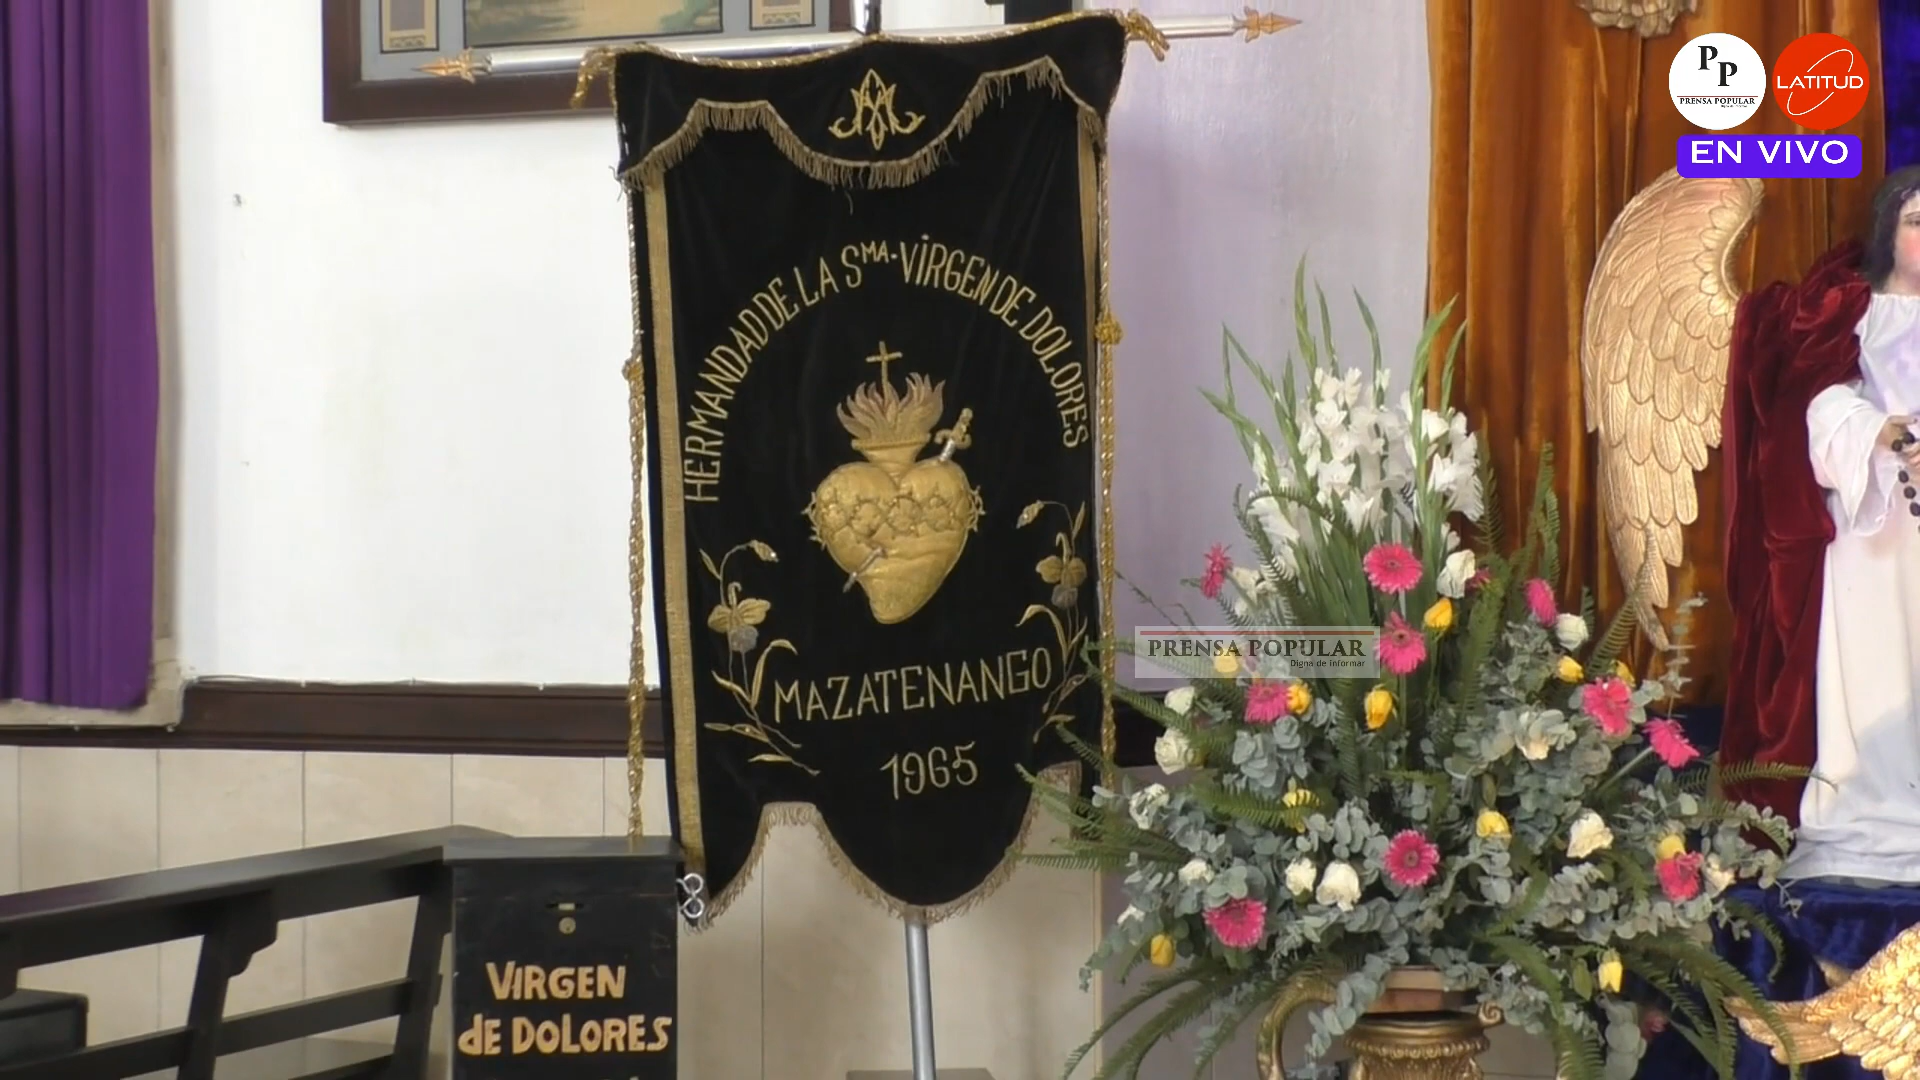 PP
PRENSA POPULAR
LATITUD
EN VIVO
HERMANDAD DE LA SMA. VIRGEN DE DOLORES
MAZATENANGO
1965
PRENSA POPULAR
Digna de Informar
VIRGEN
de DOLORES